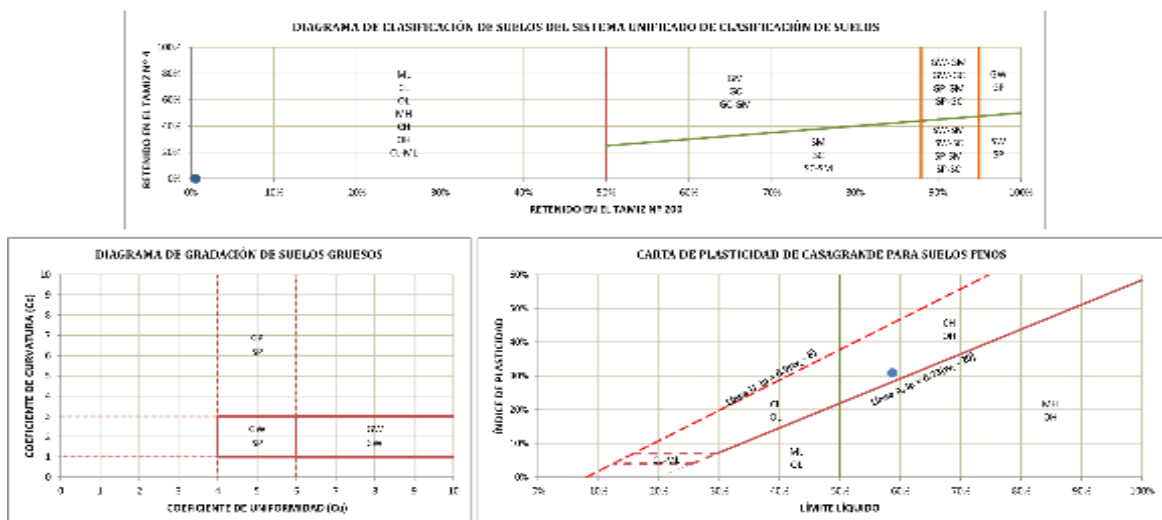 DIAGRAMA DE CLASIFICACIÓN DE SUELOS DEL SISTEMA UNIFICADO DE CLASIFICACIÓN DE SUELOS
RETENIDO EN EL TAMIZ Nº 4
100%
80%
60%
40%
20%
0%
ML
CL
OL
MH
CH
OH
CL-ML
GM
GC
GC-SM
SM
SC
SC-SM
GW-GM
GW-GC
GP-GM
GP-GC
SW-SM
SW-SC
SP-SM
SP-SC
GW
GP
SW
SP
0% 10% 20% 30% 40% 50% 60% 70% 80% 90% 100%
RETENIDO EN EL TAMIZ Nº 200
DIAGRAMA DE GRADACIÓN DE SUELOS GRUESOS
COEFICIENTE DE CURVATURA (Cc)
10
9
8
7
6
5
4
3
2
1
0
GP
SP
GW
SP
GW
SW
0 1 2 3 4 5 6 7 8 9 10
COEFICIENTE DE UNIFORMIDAD (Cu)
CARTA DE PLASTICIDAD DE CASAGRANDE PARA SUELOS FINOS
ÍNDICE DE PLASTICIDAD
60%
50%
40%
30%
20%
10%
0%
CH
OH
CL
OL
MH
OH
CL-ML
ML
OL
0% 10% 20% 30% 40% 50% 60% 70% 80% 90% 100%
LÍMITE LÍQUIDO